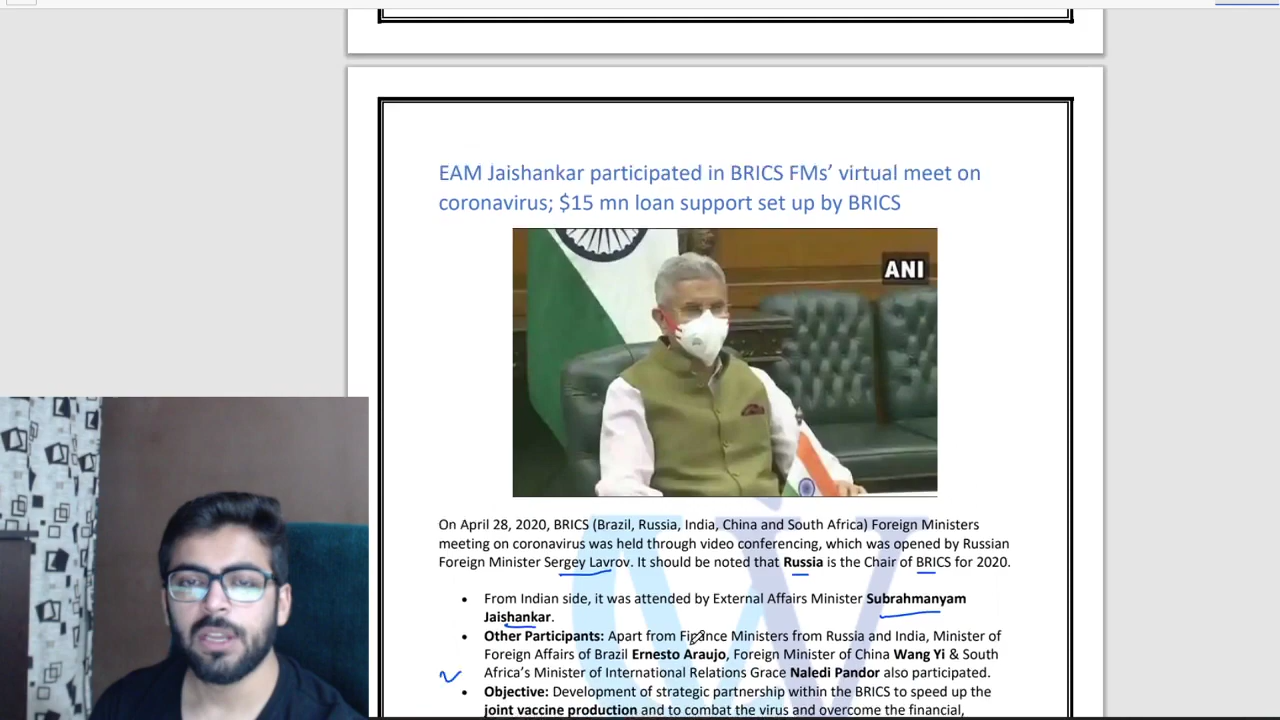 EAM Jaishankar participated in BRICS FMs’ virtual meet on
coronavirus; $15 mn loan support set up by BRICS
ANI
On April 28, 2020, BRICS (Brazil, Russia, India, China and South Africa) Foreign Ministers
meeting on coronavirus was held through video conferencing, which was opened by Russian
Foreign Minister Sergey Lavrov. It should be noted that Russia is the Chair of BRICS for 2020.
• From Indian side, it was attended by External Affairs Minister Subrahmanyam
Jaishankar.
• Other Participants: Apart from Finance Ministers from Russia and India, Minister of
Foreign Affairs of Brazil Ernesto Araujo, Foreign Minister of China Wang Yi & South
Africa’s Minister of International Relations Grace Naledi Pandor also participated.
• Objective: Development of strategic partnership within the BRICS to speed up the
joint vaccine production and to combat the virus and overcome the financial,